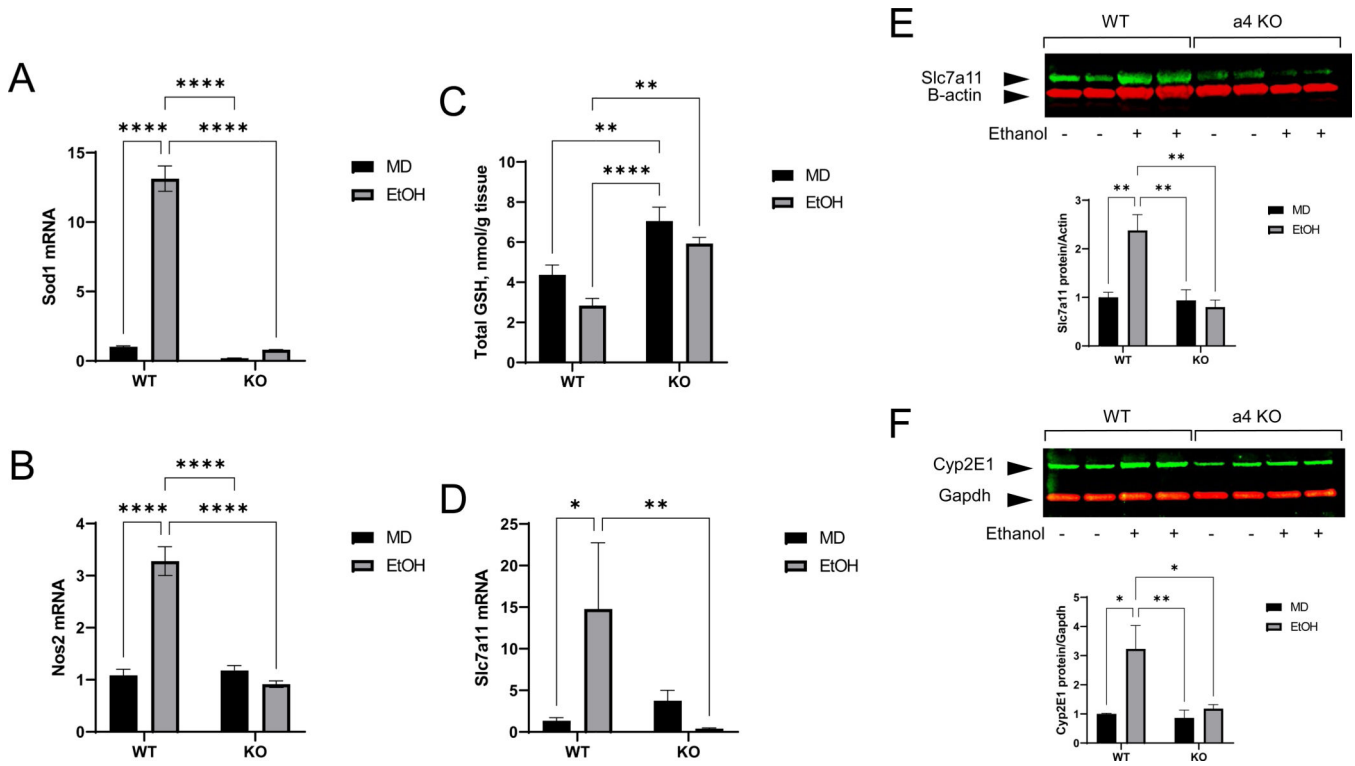 A
****
****
****
15
10
5
0
Sod1 mRNA
WT
KO
MD
EtOH
B
****
****
****
4
3
2
1
0
Nos2 mRNA
WT
KO
MD
EtOH
C
**
**
****
10
8
6
4
2
0
Total GSH, nmol/g tissue
WT
KO
MD
EtOH
D
*
**
25
20
15
10
5
0
Slc7a11 mRNA
WT
KO
MD
EtOH
E
WT a4 KO
Slc7a11
B-actin
Ethanol - - + + - - + +
**
** **
3
2
1
0
Slc7a11 protein/Actin
WT
KO
MD
EtOH
F
WT a4 KO
Cyp2E1
Gapdh
Ethanol - - + + - - + +
*
* **
5
4
3
2
1
0
Cyp2E1 protein/Gapdh
WT
KO
MD
EtOH